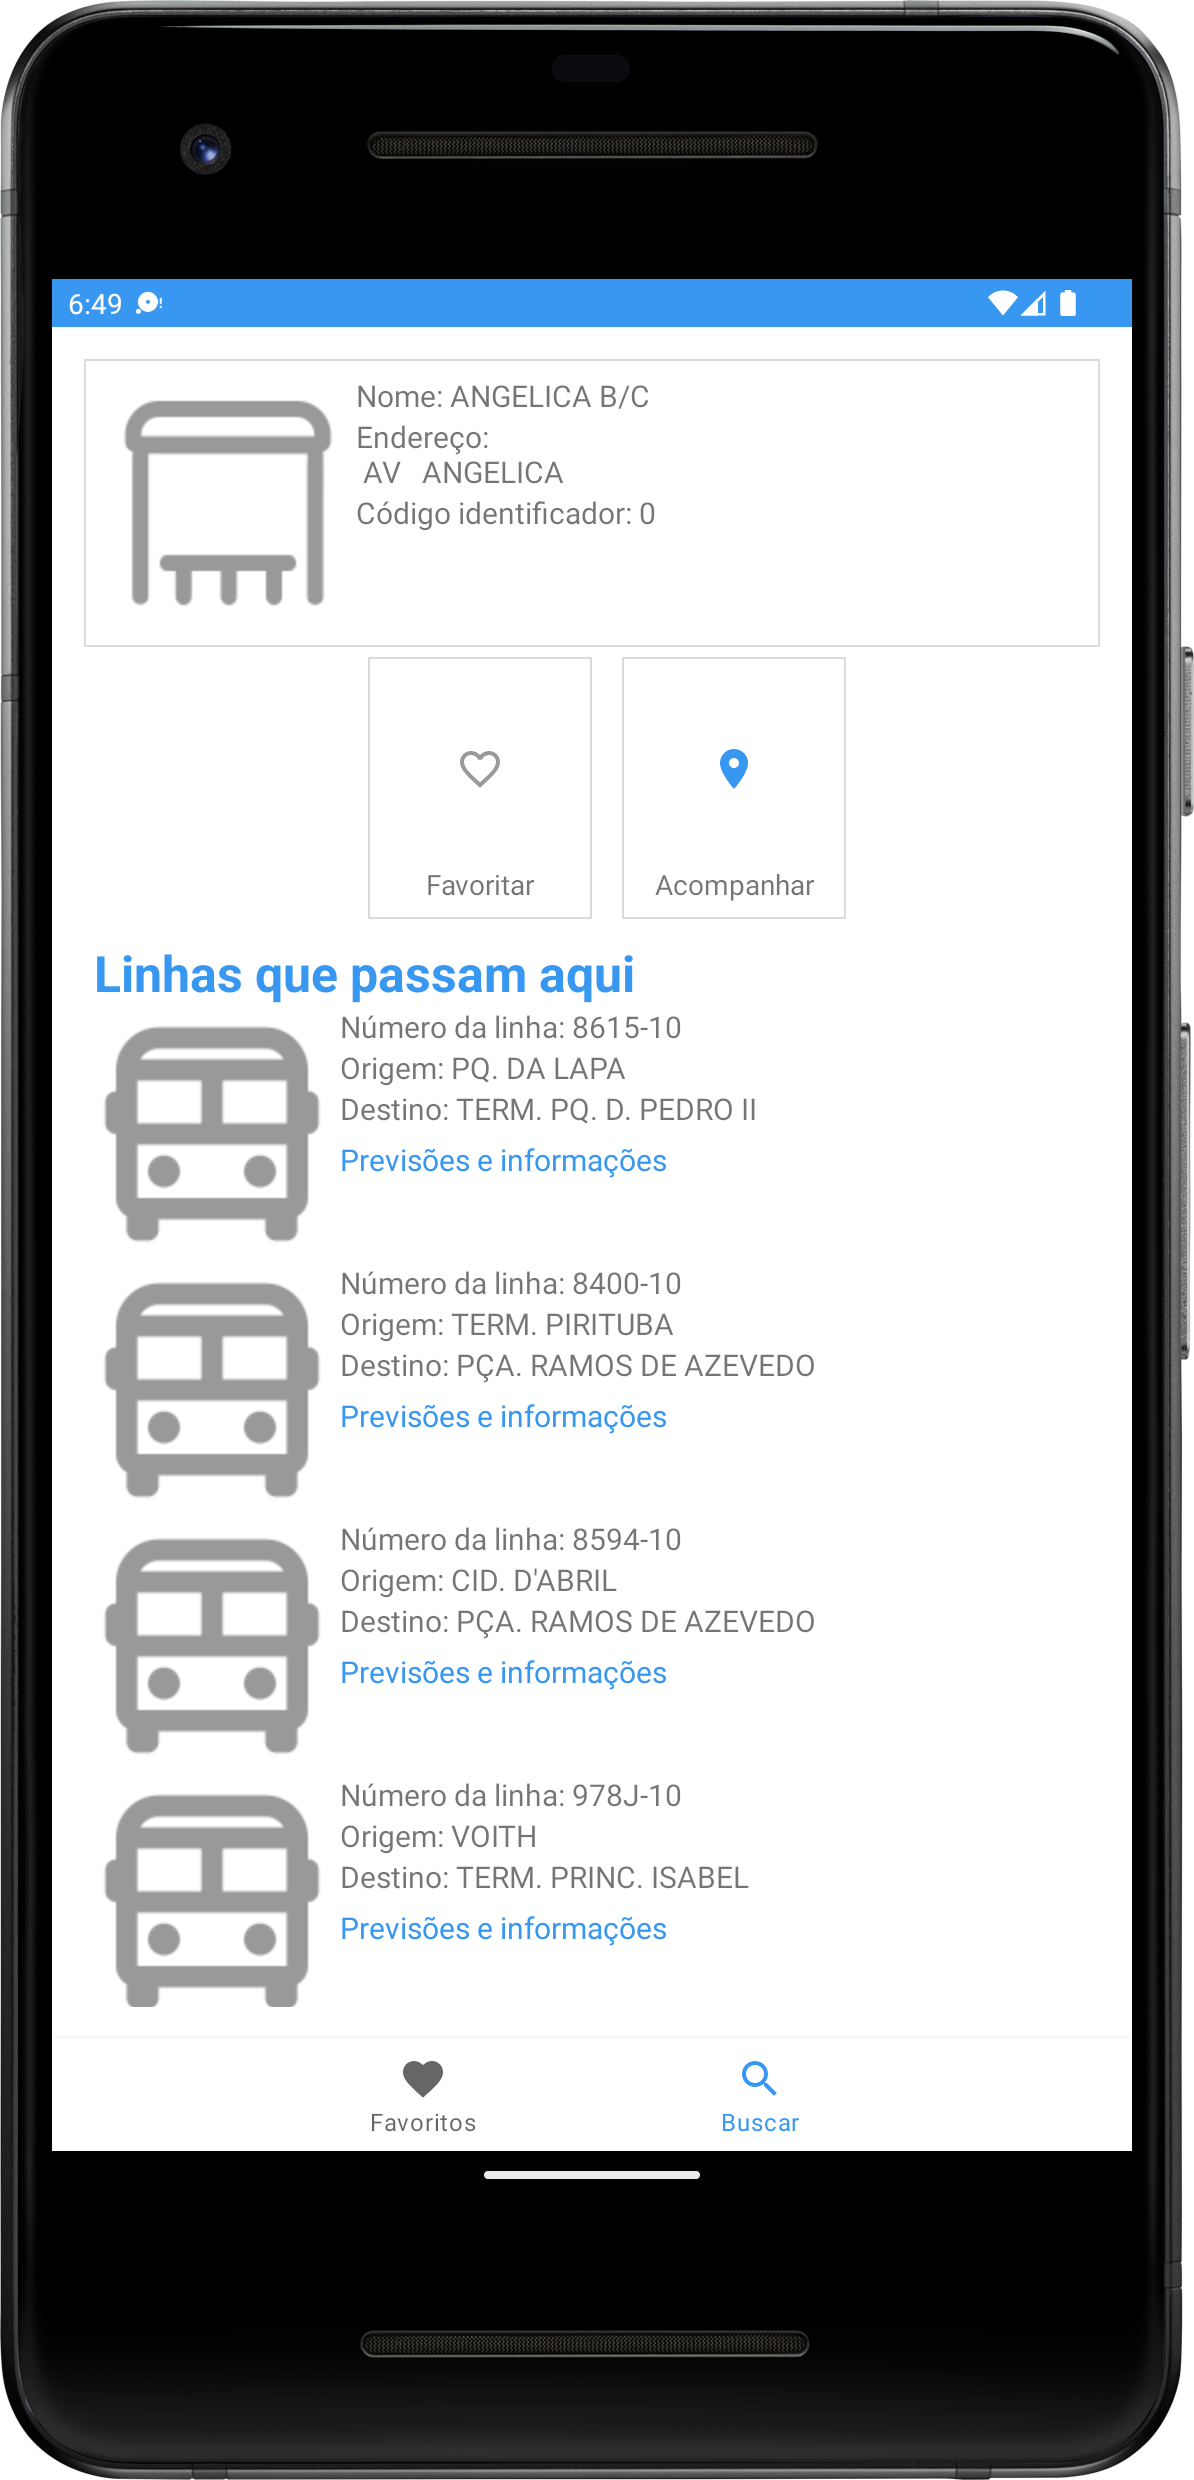 6:49
Nome: ANGELICA B/C
Endereço:
AV   ANGELICA
Código identificador: 0
Favoritar
Acompanhar
Linhas que passam aqui
Número da linha: 8615-10
Origem: PQ. DA LAPA
Destino: TERM. PQ. D. PEDRO II
Previsões e informações
Número da linha: 8400-10
Origem: TERM. PIRITUBA
Destino: PÇA. RAMOS DE AZEVEDO
Previsões e informações
Número da linha: 8594-10
Origem: CID. D'ABRIL
Destino: PÇA. RAMOS DE AZEVEDO
Previsões e informações
Número da linha: 978J-10
Origem: VOITH
Destino: TERM. PRINC. ISABEL
Previsões e informações
Favoritos
Buscar